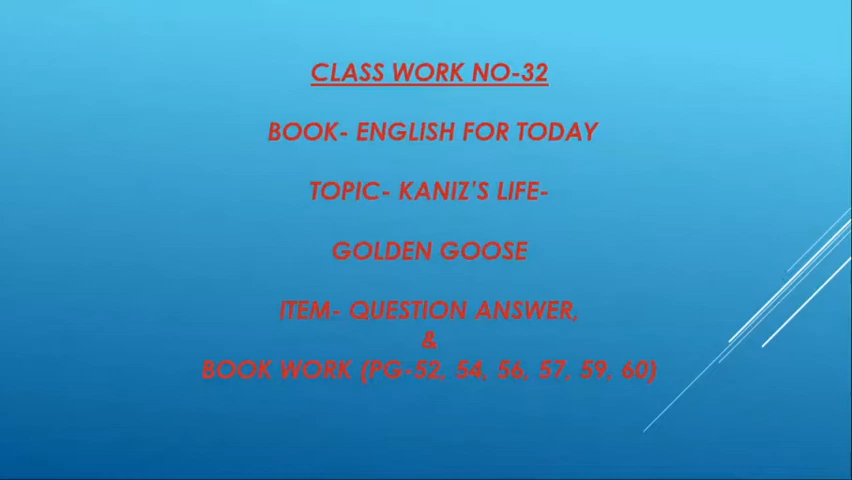 CLASS WORK NO-32
BOOK- ENGLISH FOR TODAY
TOPIC- KANIZ'S LIFE-
GOLDEN GOOSE
ITEM- QUESTION ANSWER,
&
BOOK WORK (PG-52, 54, 56, 57, 59, 60)